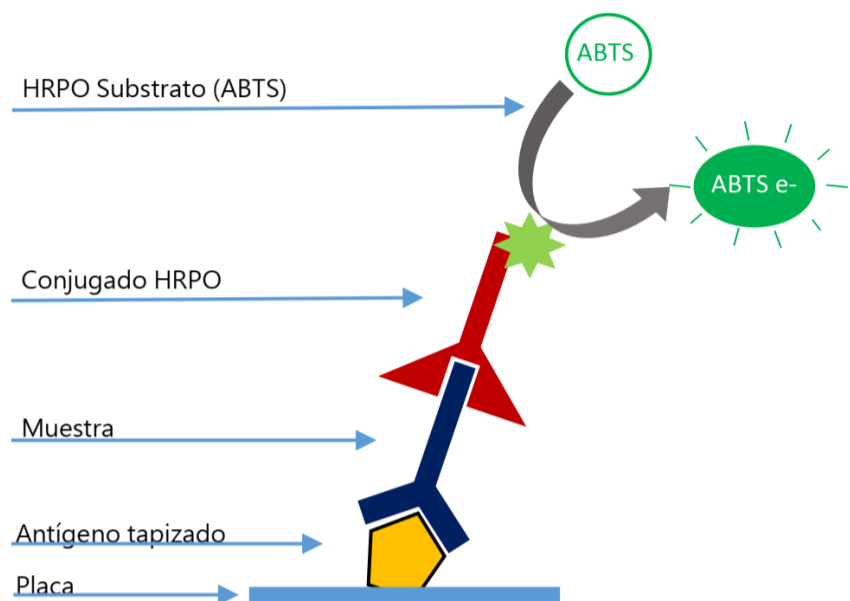 ABTS
HRPO Substrato (ABTS)
ABTS e-
Conjugado HRPO
Muestra
Antígeno tapizado
Placa